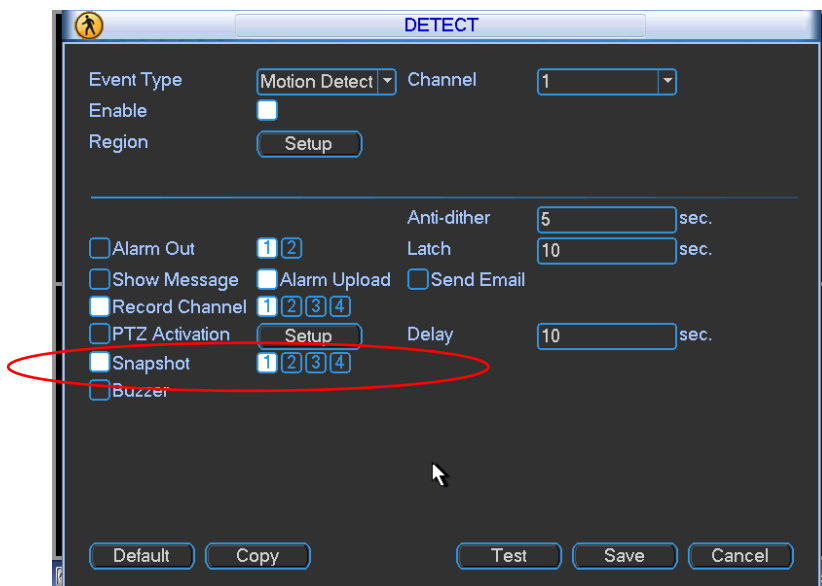 DETECT
Event Type Motion Detect Channel 1
Enable
Region Setup
Anti-dither 5 sec.
Alarm Out 1 2 Latch 10 sec.
Show Message Alarm Upload Send Email
Record Channel 1 2 3 4
PTZ Activation Setup Delay 10 sec.
Snapshot 1 2 3 4
Buzzer
Default Copy Test Save Cancel